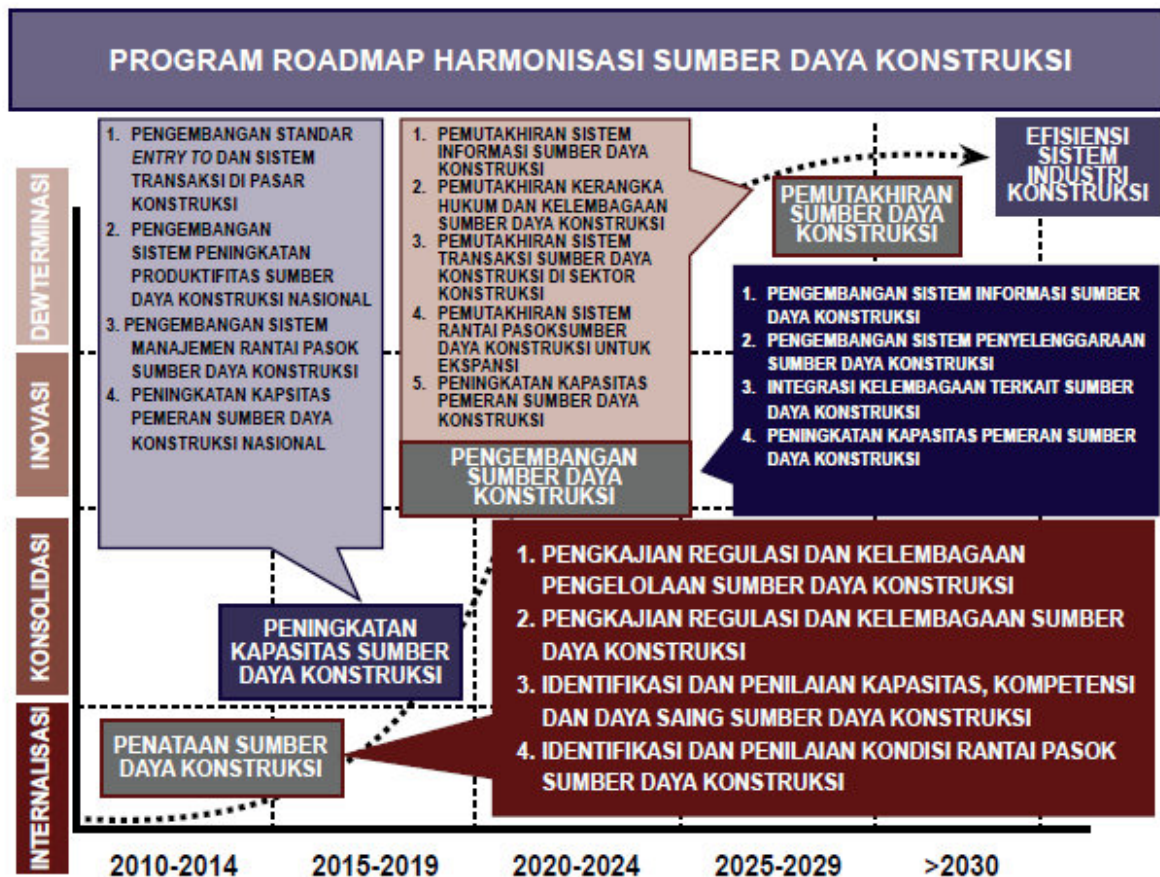 PROGRAM ROADMAP HARMONISASI SUMBER DAYA KONSTRUKSI
1. PENGEMBANGAN STANDAR
ENTRY TO DAN SISTEM
TRANSAKSI DI PASAR
KONSTRUKSI
2. PENGEMBANGAN
SISTEM PENINGKATAN
PRODUKTIFITAS SUMBER
DAYA KONSTRUKSI NASIONAL
3. PENGEMBANGAN SISTEM
MANAJEMEN RANTAI PASOK
SUMBER DAYA KONSTRUKSI
4. PENINGKATAN KAPSITAS
PEMERAN SUMBER DAYA
KONSTRUKSI NASIONAL
1. PEMUTAKHIRAN SISTEM
INFORMASI SUMBER DAYA
KONSTRUKSI
2. PEMUTAKHIRAN KERANGKA
HUKUM DAN KELEMBAGAAN
SUMBER DAYA KONSTRUKSI
3. PEMUTAKHIRAN SISTEM
TRANSAKSI SUMBER DAYA
KONSTRUKSI DI SEKTOR
KONSTRUKSI
4. PEMUTAKHIRAN SISTEM
RANTAI PASOKSUMBER
DAYA KONSTRUKSI UNTUK
EKSPANSI
5. PENINGKATAN KAPASITAS
PEMERAN SUMBER DAYA
KONSTRUKSI
EFISIENSI
SISTEM
INDUSTRI
KONSTRUKSI
PEMUTAKHIRAN
SUMBER DAYA
KONSTRUKSI
1. PENGEMBANGAN SISTEM INFORMASI SUMBER
DAYA KONSTRUKSI
2. PENGEMBANGAN SISTEM PENYELENGGARAAN
SUMBER DAYA KONSTRUKSI
3. INTEGRASI KELEMBAGAAN TERKAIT SUMBER
DAYA KONSTRUKSI
4. PENINGKATAN KAPASITAS PEMERAN SUMBER
DAYA KONSTRUKSI
PENGEMBANGAN
SUMBER DAYA
KONSTRUKSI
1. PENGKAJIAN REGULASI DAN KELEMBAGAAN
PENGELOLAAN SUMBER DAYA KONSTRUKSI
2. PENGKAJIAN REGULASI DAN KELEMBAGAAN SUMBER
DAYA KONSTRUKSI
3. IDENTIFIKASI DAN PENILAIAN KAPASITAS, KOMPETENSI
DAN DAYA SAING SUMBER DAYA KONSTRUKSI
4. IDENTIFIKASI DAN PENILAIAN KONDISI RANTAI PASOK
SUMBER DAYA KONSTRUKSI
PENINGKATAN
KAPASITAS SUMBER
DAYA KONSTRUKSI
PENATAAN SUMBER
DAYA KONSTRUKSI
DEWTERMINASI
INOVASI
KONSOLIDASI
INTERNALISASI
2010-2014 2015-2019 2020-2024 2025-2029 >2030